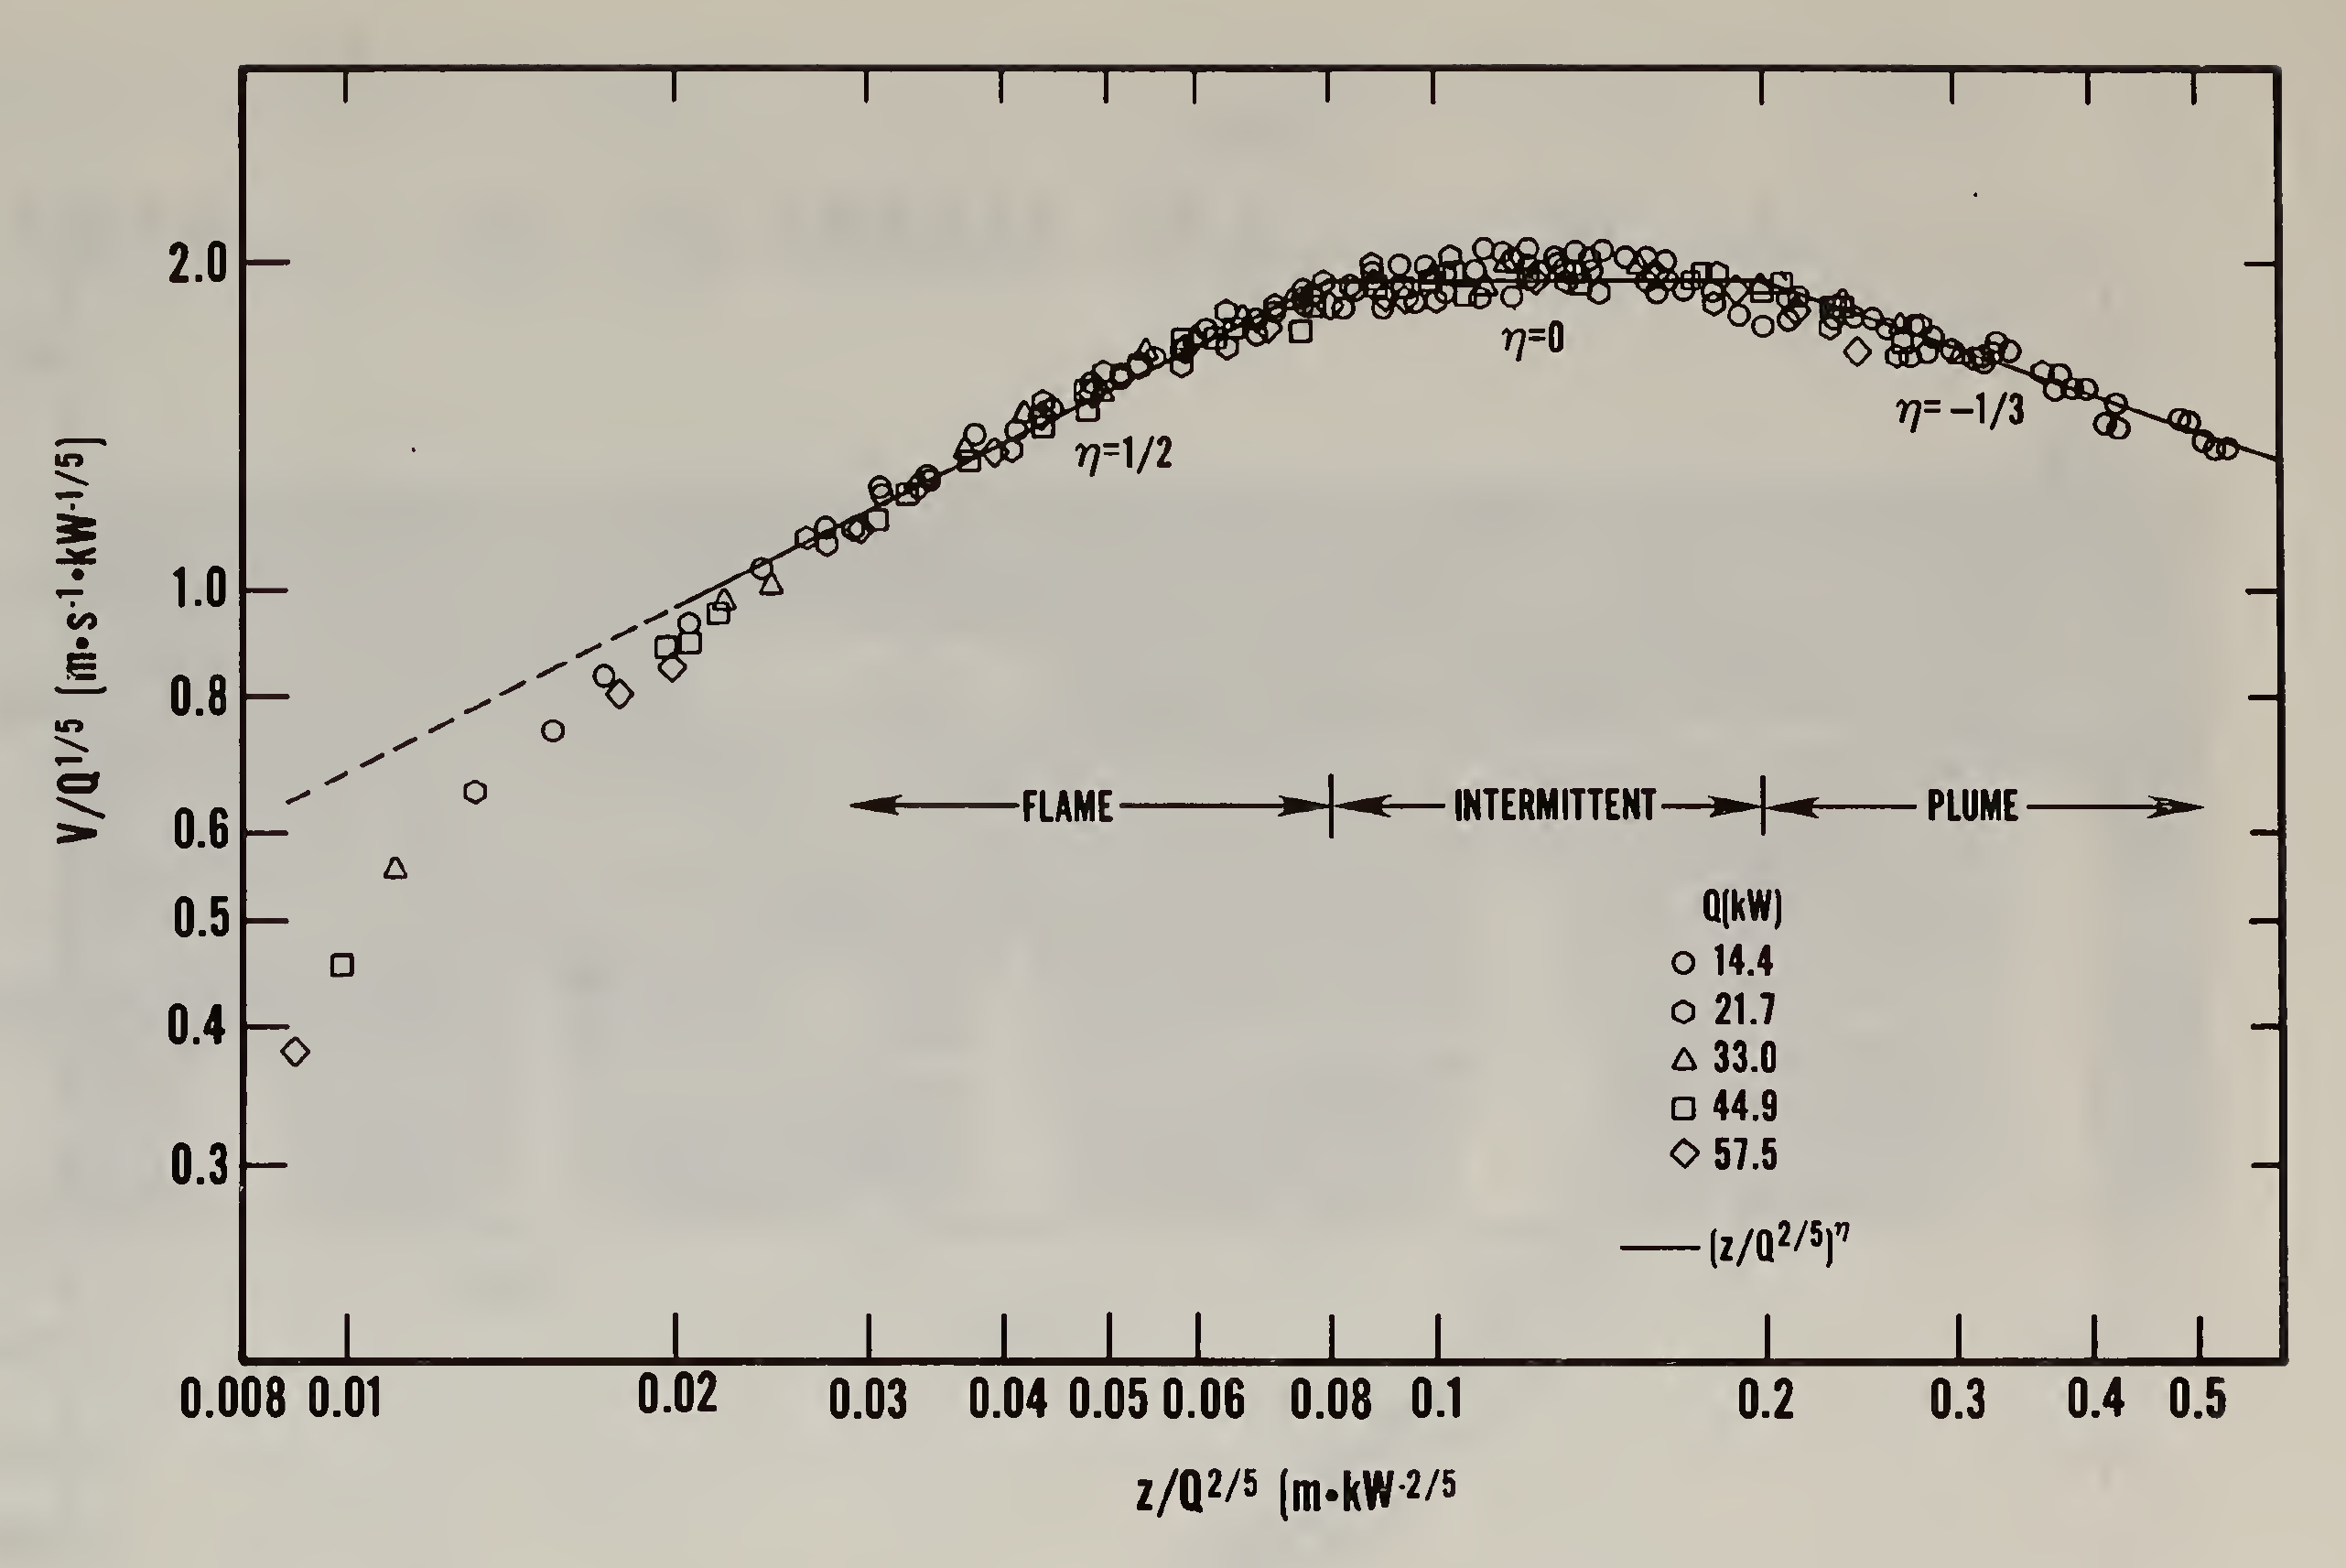 V/Q^1/5 [m•s-1•kW-1/5]
2.0
1.0
0.8
0.6
0.5
0.4
0.3
η=1/2
η=0
η=-1/3
FLAME
INTERMITTENT
PLUME
Q(kW)
14.4
21.7
33.0
44.9
57.5
(z/Q^2/5)^η
0.008 0.01 0.02 0.03 0.04 0.05 0.06 0.08 0.1 0.2 0.3 0.4 0.5
z/Q^2/5 [m•kW-2/5